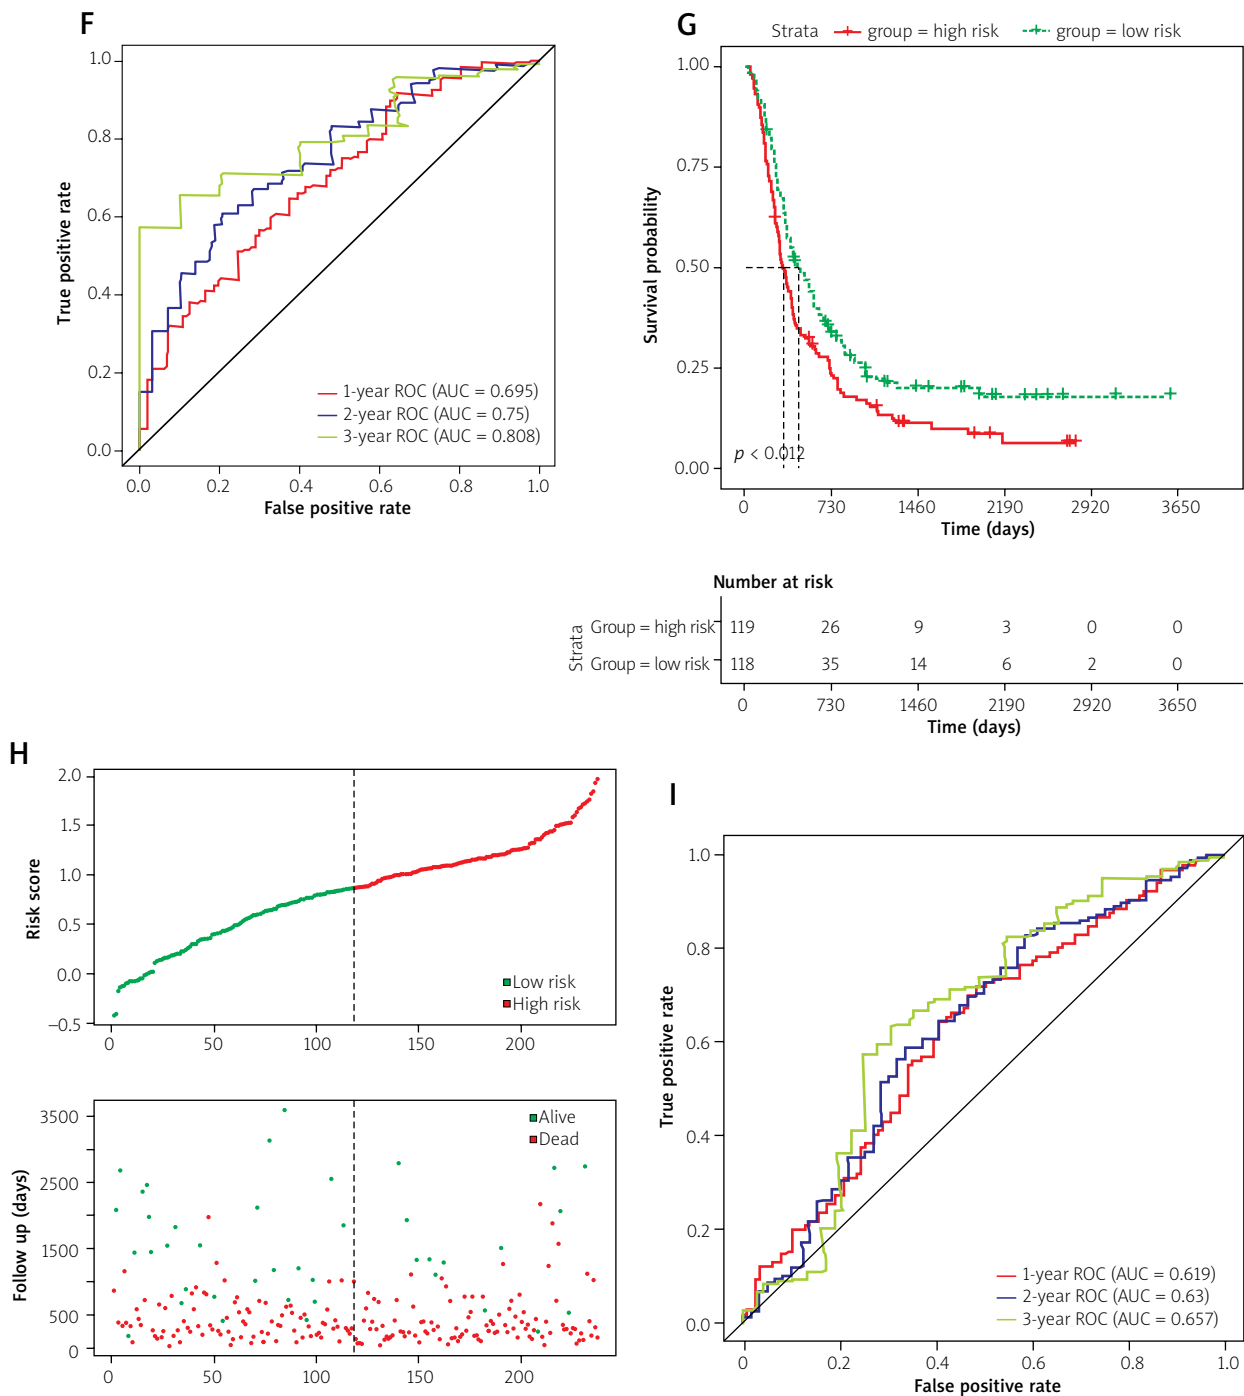 F
1.0
0.8
0.6
0.4
0.2
0.0
True positive rate
1-year ROC (AUC = 0.695)
2-year ROC (AUC = 0.75)
3-year ROC (AUC = 0.808)
0.0 0.2 0.4 0.6 0.8 1.0
False positive rate
G
Strata group = high risk group = low risk
1.00
0.75
0.50
0.25
0.00
Survival probability
p < 0.012
0 730 1460 2190 2920 3650
Time (days)
Number at risk
Strata
Group = high risk 119 26 9 3 0 0
Group = low risk 118 35 14 6 2 0
0 730 1460 2190 2920 3650
Time (days)
H
2.0
1.5
1.0
0.5
0.0
–0.5
Risk score
Low risk
High risk
0 50 100 150 200
3500
2500
1500
500
0
Follow up (days)
Alive
Dead
0 50 100 150 200
I
1.0
0.8
0.6
0.4
0.2
0.0
True positive rate
1-year ROC (AUC = 0.619)
2-year ROC (AUC = 0.63)
3-year ROC (AUC = 0.657)
0 0.2 0.4 0.6 0.8 1.0
False positive rate